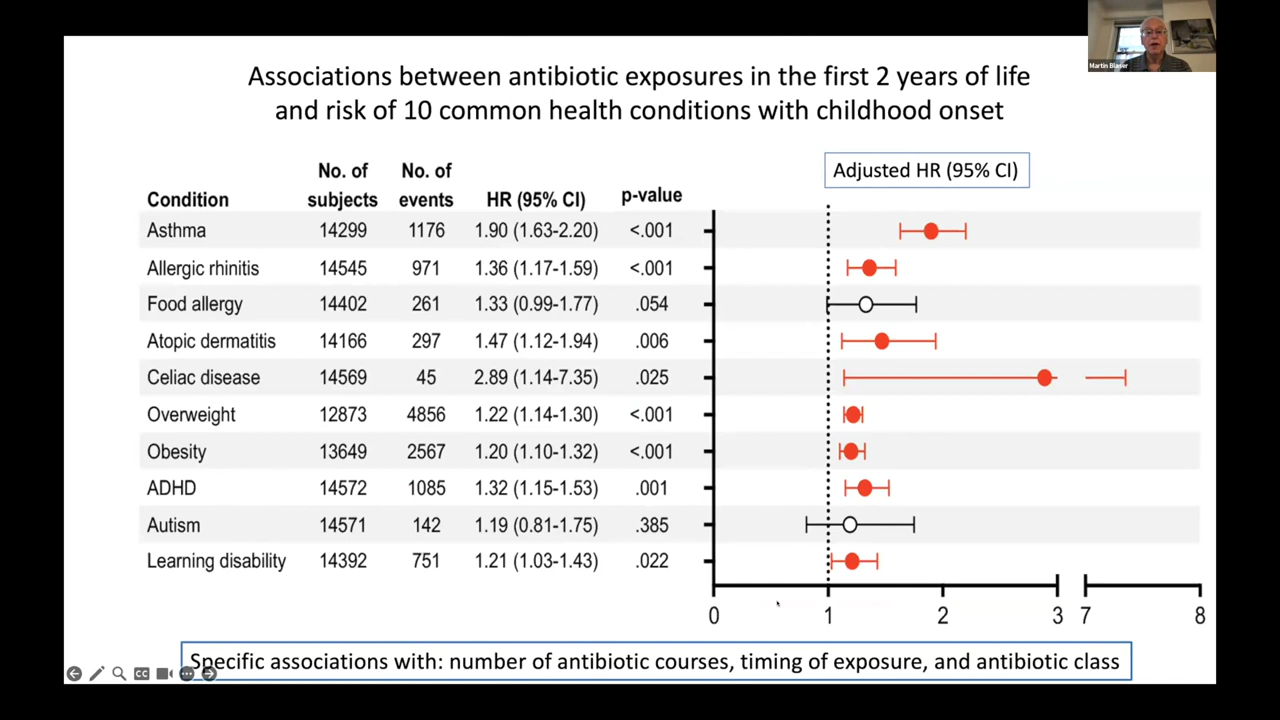 Martin Blaser
Associations between antibiotic exposures in the first 2 years of life
and risk of 10 common health conditions with childhood onset
Adjusted HR (95% CI)
No. of No. of
Condition subjects events HR (95% CI) p-value
Asthma 14299 1176 1.90 (1.63-2.20) <.001
Allergic rhinitis 14545 971 1.36 (1.17-1.59) <.001
Food allergy 14402 261 1.33 (0.99-1.77) .054
Atopic dermatitis 14166 297 1.47 (1.12-1.94) .006
Celiac disease 14569 45 2.89 (1.14-7.35) .025
Overweight 12873 4856 1.22 (1.14-1.30) <.001
Obesity 13649 2567 1.20 (1.10-1.32) <.001
ADHD 14572 1085 1.32 (1.15-1.53) .001
Autism 14571 142 1.19 (0.81-1.75) .385
Learning disability 14392 751 1.21 (1.03-1.43) .022
0 1 2 3 7 8
Specific associations with: number of antibiotic courses, timing of exposure, and antibiotic class
CC